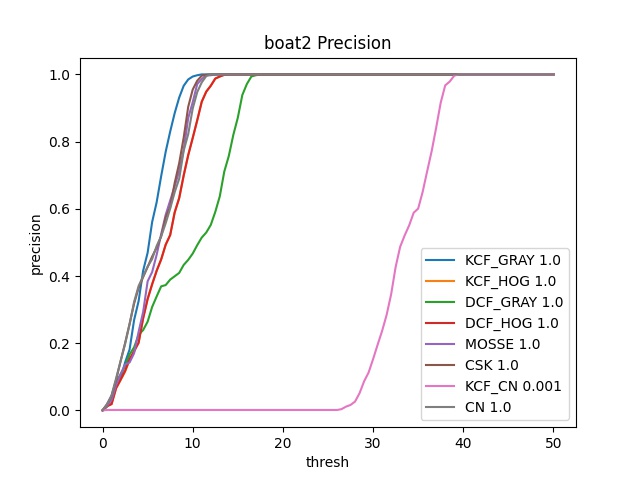 boat2 Precision
precision
1.0
0.8
0.6
0.4
0.2
0.0
KCF_GRAY 1.0
KCF_HOG 1.0
DCF_GRAY 1.0
DCF_HOG 1.0
MOSSE 1.0
CSK 1.0
KCF_CN 0.001
CN 1.0
0 10 20 30 40 50
thresh